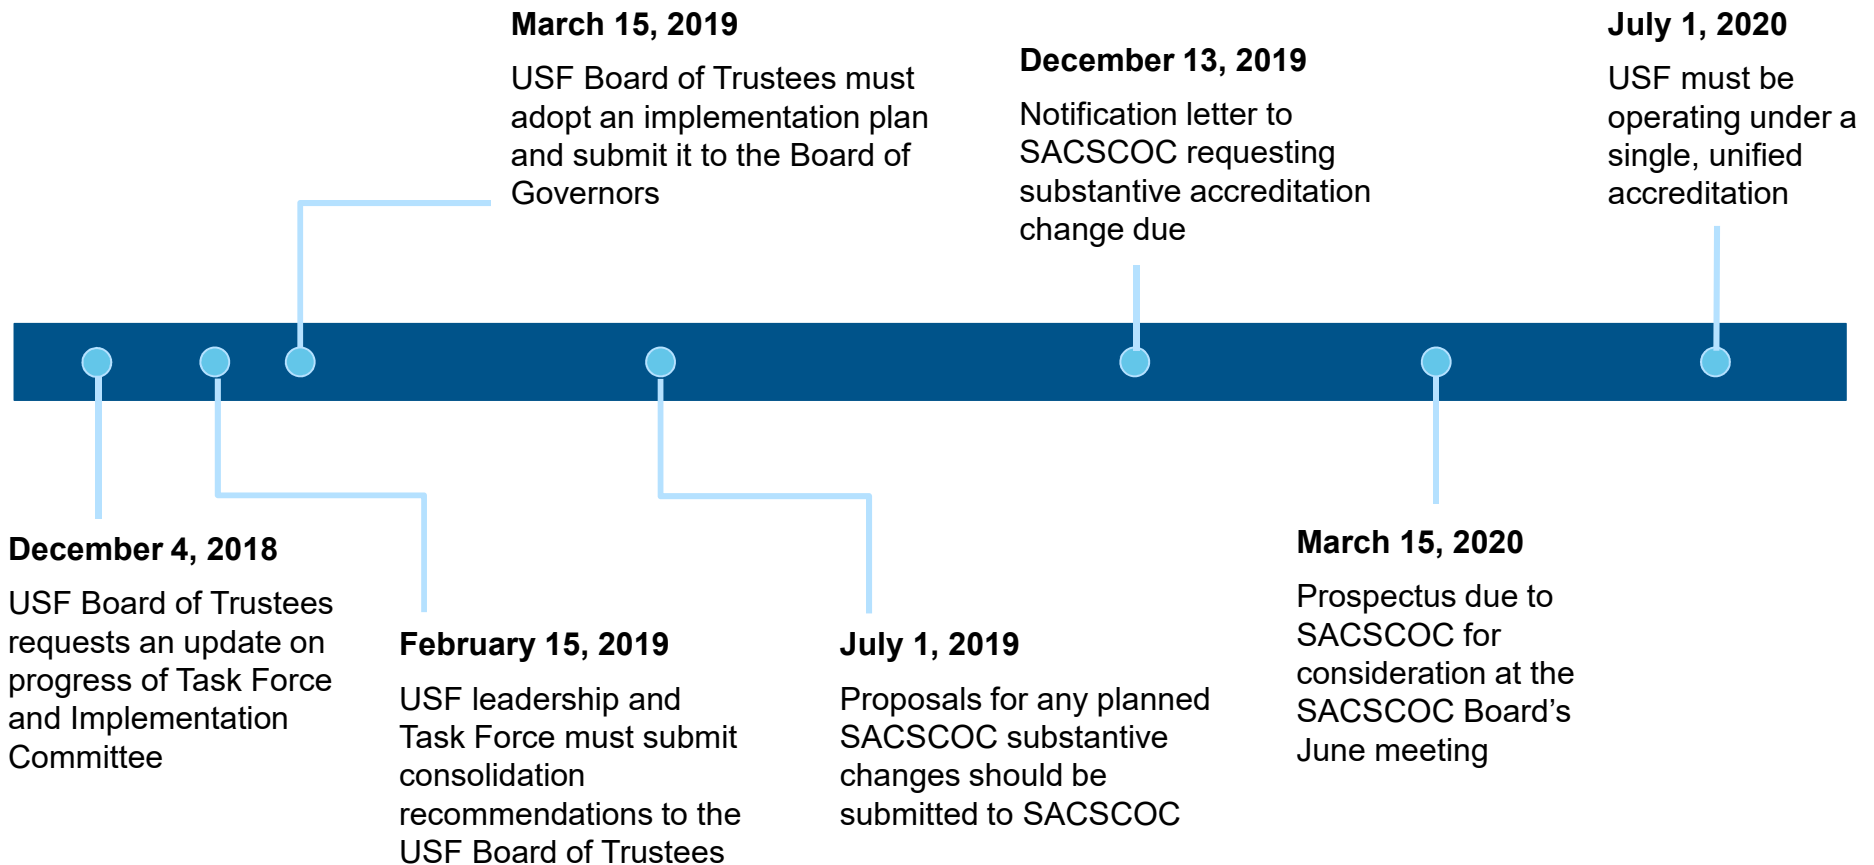 March 15, 2019
USF Board of Trustees must
adopt an implementation plan
and submit it to the Board of
Governors
December 13, 2019
Notification letter to
SACSCOC requesting
substantive accreditation
change due
July 1, 2020
USF must be
operating under a
single, unified
accreditation
December 4, 2018
USF Board of Trustees
requests an update on
progress of Task Force
and Implementation
Committee
February 15, 2019
USF leadership and
Task Force must submit
consolidation
recommendations to the
USF Board of Trustees
July 1, 2019
Proposals for any planned
SACSCOC substantive
changes should be
submitted to SACSCOC
March 15, 2020
Prospectus due to
SACSCOC for
consideration at the
SACSCOC Board’s
June meeting